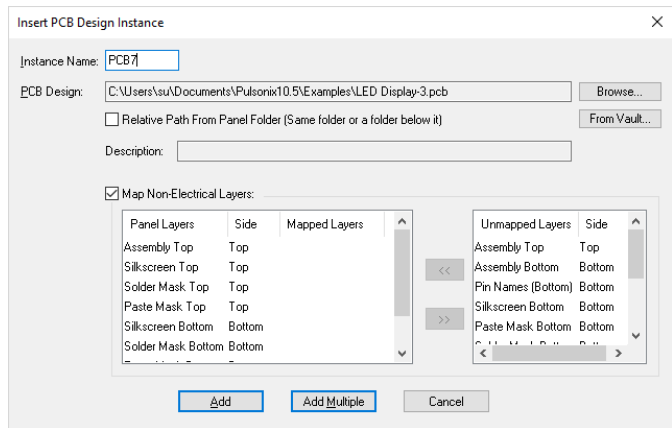 Insert PCB Design Instance
Instance Name: PCB7
PCB Design: C:\Users\su\Documents\Pulsonix10.5\Examples\LED Display-3.pcb Browse...
Relative Path From Panel Folder (Same folder or a folder below it) From Vault...
Description:
Map Non-Electrical Layers:
Panel Layers Side Mapped Layers Unmapped Layers Side
Assembly Top Top Assembly Top Top
Silkscreen Top Top << Assembly Bottom Bottom
Solder Mask Top Top Pin Names (Bottom) Bottom
Paste Mask Top Top >> Silkscreen Bottom Bottom
Silkscreen Bottom Bottom Paste Mask Bottom Bottom
Solder Mask Bottom Bottom
Add Add Multiple Cancel